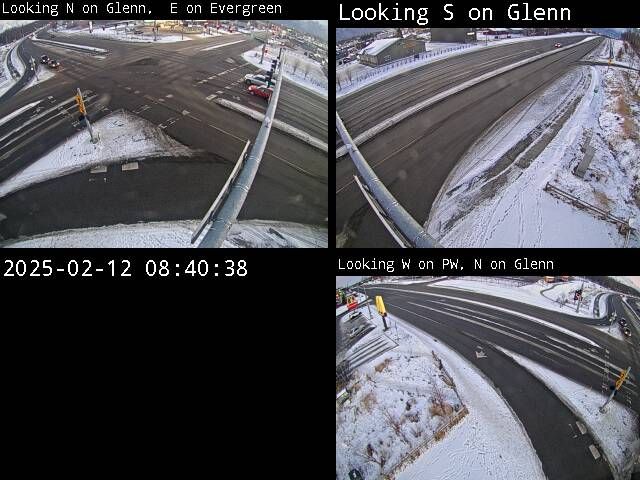 Looking N on Glenn,  E on Evergreen
Looking S on Glenn
2025-02-12 08:40:38
Looking W on PW, N on Glenn